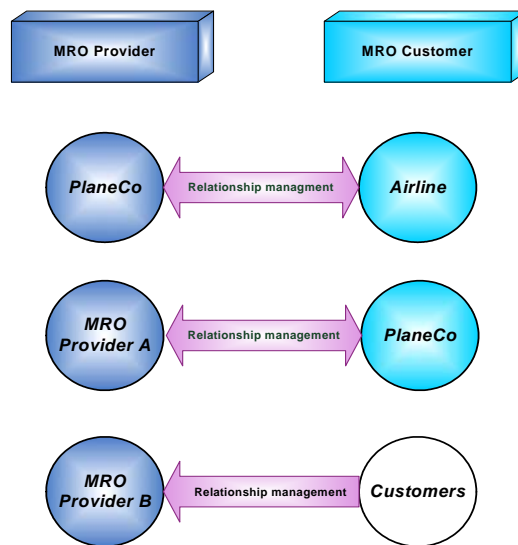 MRO Provider
MRO Customer
PlaneCo
Relationship managment
Airline
MRO
Provider A
Relationship management
PlaneCo
MRO
Provider B
Relationship management
Customers